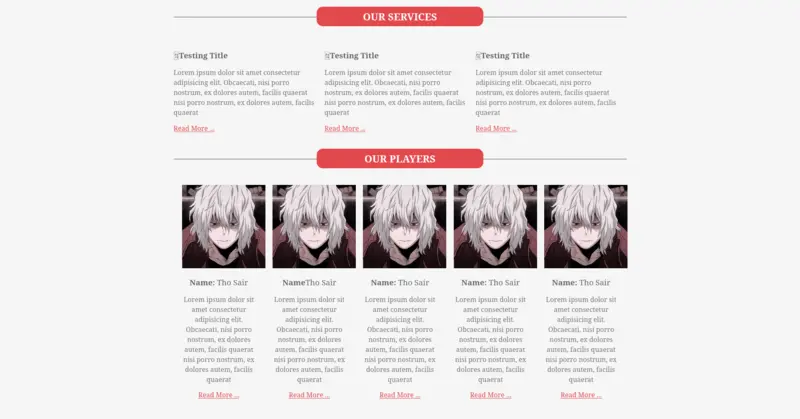 OUR SERVICES
Testing Title
Lorem ipsum dolor sit amet consectetur
adipisicing elit. Obcaecati, nisi porro
nostrum, ex dolores autem, facilis quaerat
nisi porro nostrum, ex dolores autem, facilis
quaerat
Read More ...
Testing Title
Lorem ipsum dolor sit amet consectetur
adipisicing elit. Obcaecati, nisi porro
nostrum, ex dolores autem, facilis quaerat
nisi porro nostrum, ex dolores autem, facilis
quaerat
Read More ...
Testing Title
Lorem ipsum dolor sit amet consectetur
adipisicing elit. Obcaecati, nisi porro
nostrum, ex dolores autem, facilis quaerat
nisi porro nostrum, ex dolores autem, facilis
quaerat
Read More ...
OUR PLAYERS
Name: Tho Sair
Lorem ipsum dolor sit
amet consectetur
adipisicing elit.
Obcaecati, nisi porro
nostrum, ex dolores
autem, facilis quaerat
nisi porro nostrum, ex
dolores autem, facilis
quaerat
Read More ...
NameTho Sair
Lorem ipsum dolor sit
amet consectetur
adipisicing elit.
Obcaecati, nisi porro
nostrum, ex dolores
autem, facilis quaerat
nisi porro nostrum, ex
dolores autem, facilis
quaerat
Read More ...
Name: Tho Sair
Lorem ipsum dolor sit
amet consectetur
adipisicing elit.
Obcaecati, nisi porro
nostrum, ex dolores
autem, facilis quaerat
nisi porro nostrum, ex
dolores autem, facilis
quaerat
Read More ...
Name: Tho Sair
Lorem ipsum dolor sit
amet consectetur
adipisicing elit.
Obcaecati, nisi porro
nostrum, ex dolores
autem, facilis quaerat
nisi porro nostrum, ex
dolores autem, facilis
quaerat
Read More ...
Name: Tho Sair
Lorem ipsum dolor sit
amet consectetur
adipisicing elit.
Obcaecati, nisi porro
nostrum, ex dolores
autem, facilis quaerat
nisi porro nostrum, ex
dolores autem, facilis
quaerat
Read More ...